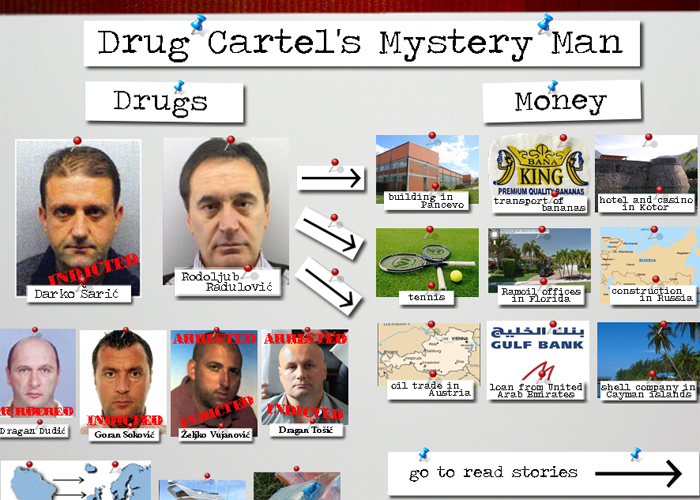 Drug Cartel's Mystery Man
Drugs
Money
INDICTED
Darko Šarić
Rodoljub
Radulović
building in
Pancevo
BANA
KING
PREMIUM QUALITY BANANAS
transport of
bananas
hotel and casino
in Kotor
tennis
Ramoil offices
in Florida
RUSSIA
construction
in Russia
GERMANY
VIENNA
oil trade in
Austria
بنك الخليج
GULF BANK
loan from United
Arab Emirates
shell company in
Cayman islands
MURDERED
Dragan Dudić
INDICTED
Goran Soković
ARRESTED
INDICTED
Željko Vujanović
ARRESTED
INDICTED
Dragan Tošić
go to read stories